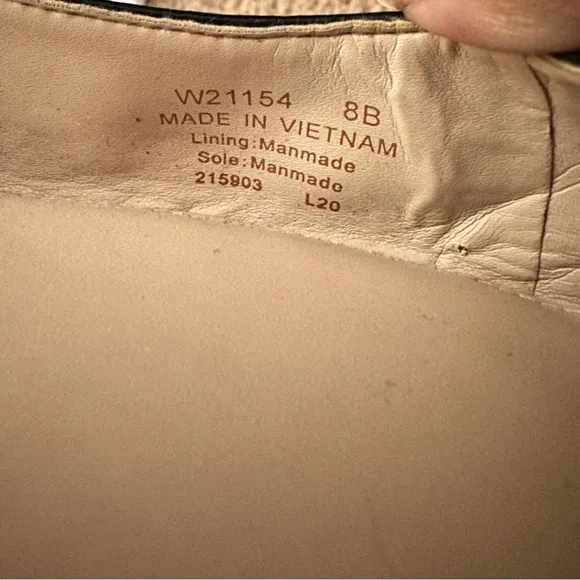 W21154 8B
MADE IN VIETNAM
Lining:Manmade
Sole:Manmade
215903 L20